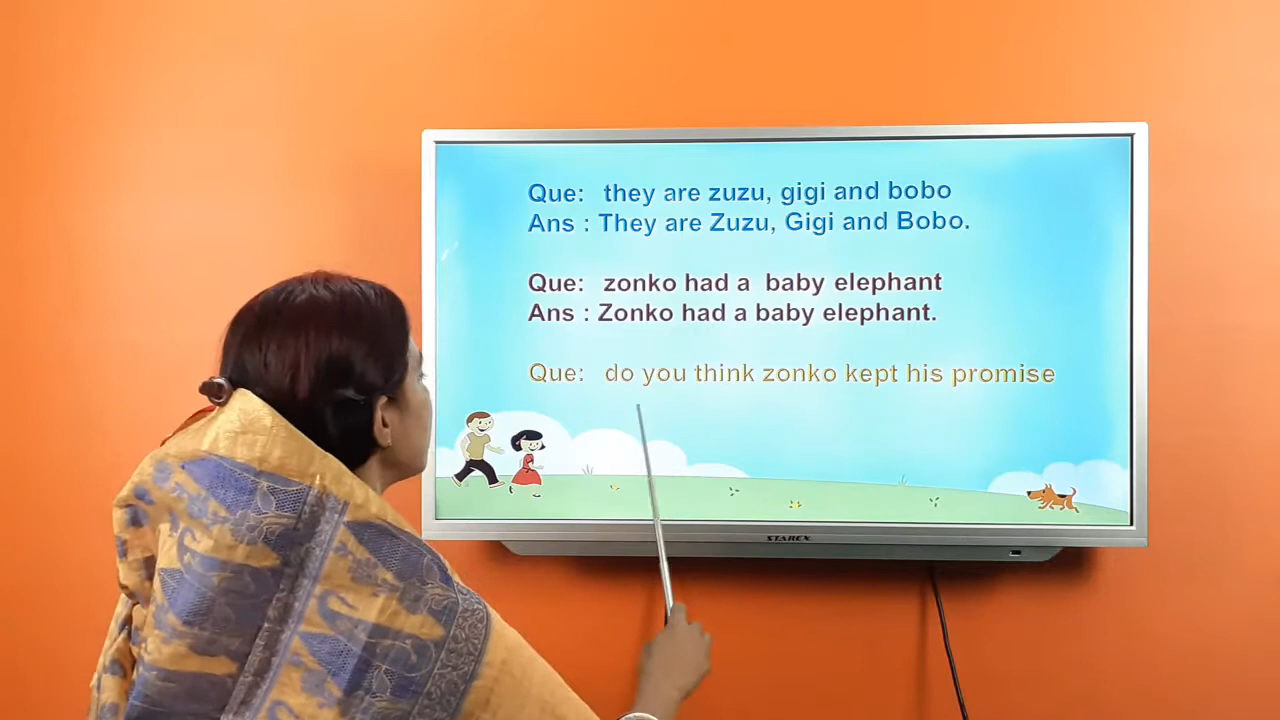 Que: they are zuzu, gigi and bobo
Ans : They are Zuzu, Gigi and Bobo.
Que: zonko had a baby elephant
Ans : Zonko had a baby elephant.
Que: do you think zonko kept his promise
STAREX